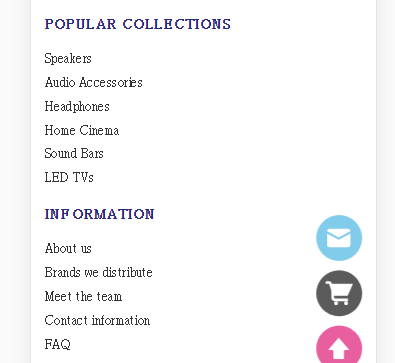 POPULAR COLLECTIONS
Speakers
Audio Accessories
Headphones
Home Cinema
Sound Bars
LED TVs
INFORMATION
About us
Brands we distribute
Meet the team
Contact information
FAQ